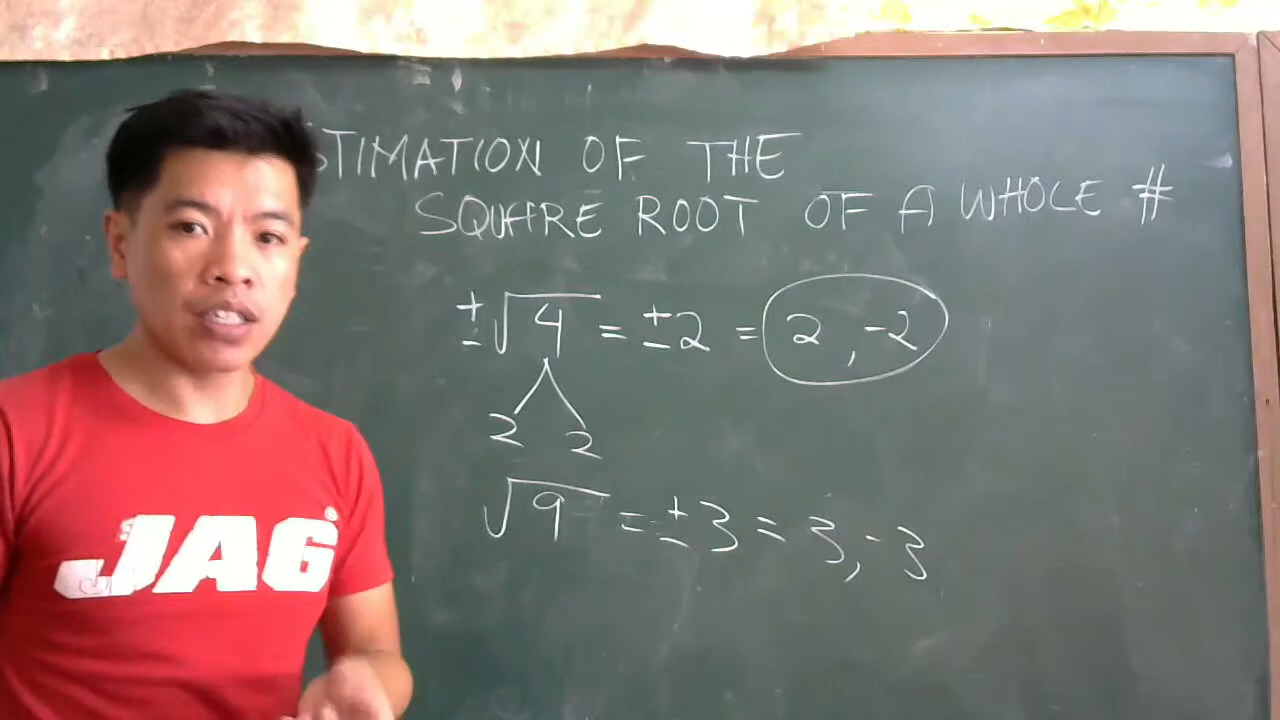 STIMATION OF THE
SQUARE ROOT OF A WHOLE #
±√4 = ±2 = 2, -2
2 2
√9 = ±3 = 3, -3
JAG